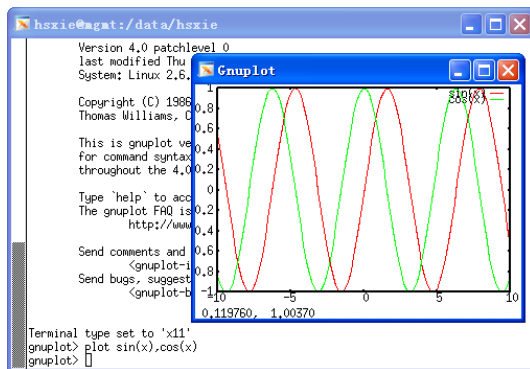 hsxie@mgmt:/data/hsxie
Version 4.0 patchlevel 0
last modified Thu
System: Linux 2.6.
Copyright (C) 1986
Thomas Williams, C
This is gnuplot ve
for command syntax
throughout the 4.0
Type `help` to acc
The gnuplot FAQ is
http://www
Send comments and
<gnuplot-i
Send bugs, suggest
<gnuplot-b
Terminal type set to 'x11'
gnuplot> plot sin(x),cos(x)
gnuplot>
Gnuplot
sin(x)
cos(x)
1
0.8
0.6
0.4
0.2
0
-0.2
-0.4
-0.6
-0.8
-1
-10
-5
0
5
10
0.119760, 1.00370